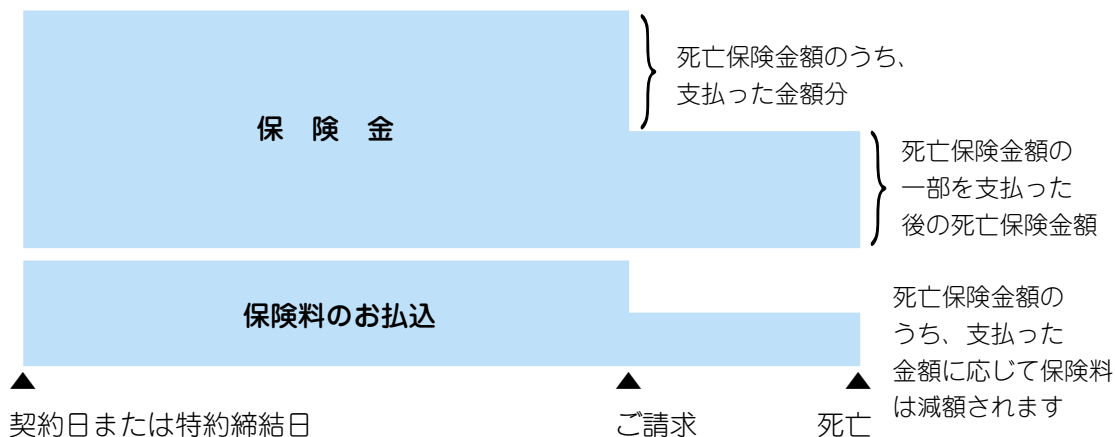 死亡保険金額のうち、
支払った金額分
保　険　金
死亡保険金額の
一部を支払った
後の死亡保険金額
保険料のお払込
死亡保険金額の
うち、支払った
金額に応じて保険料
は減額されます
契約日または特約締結日
ご請求
死亡